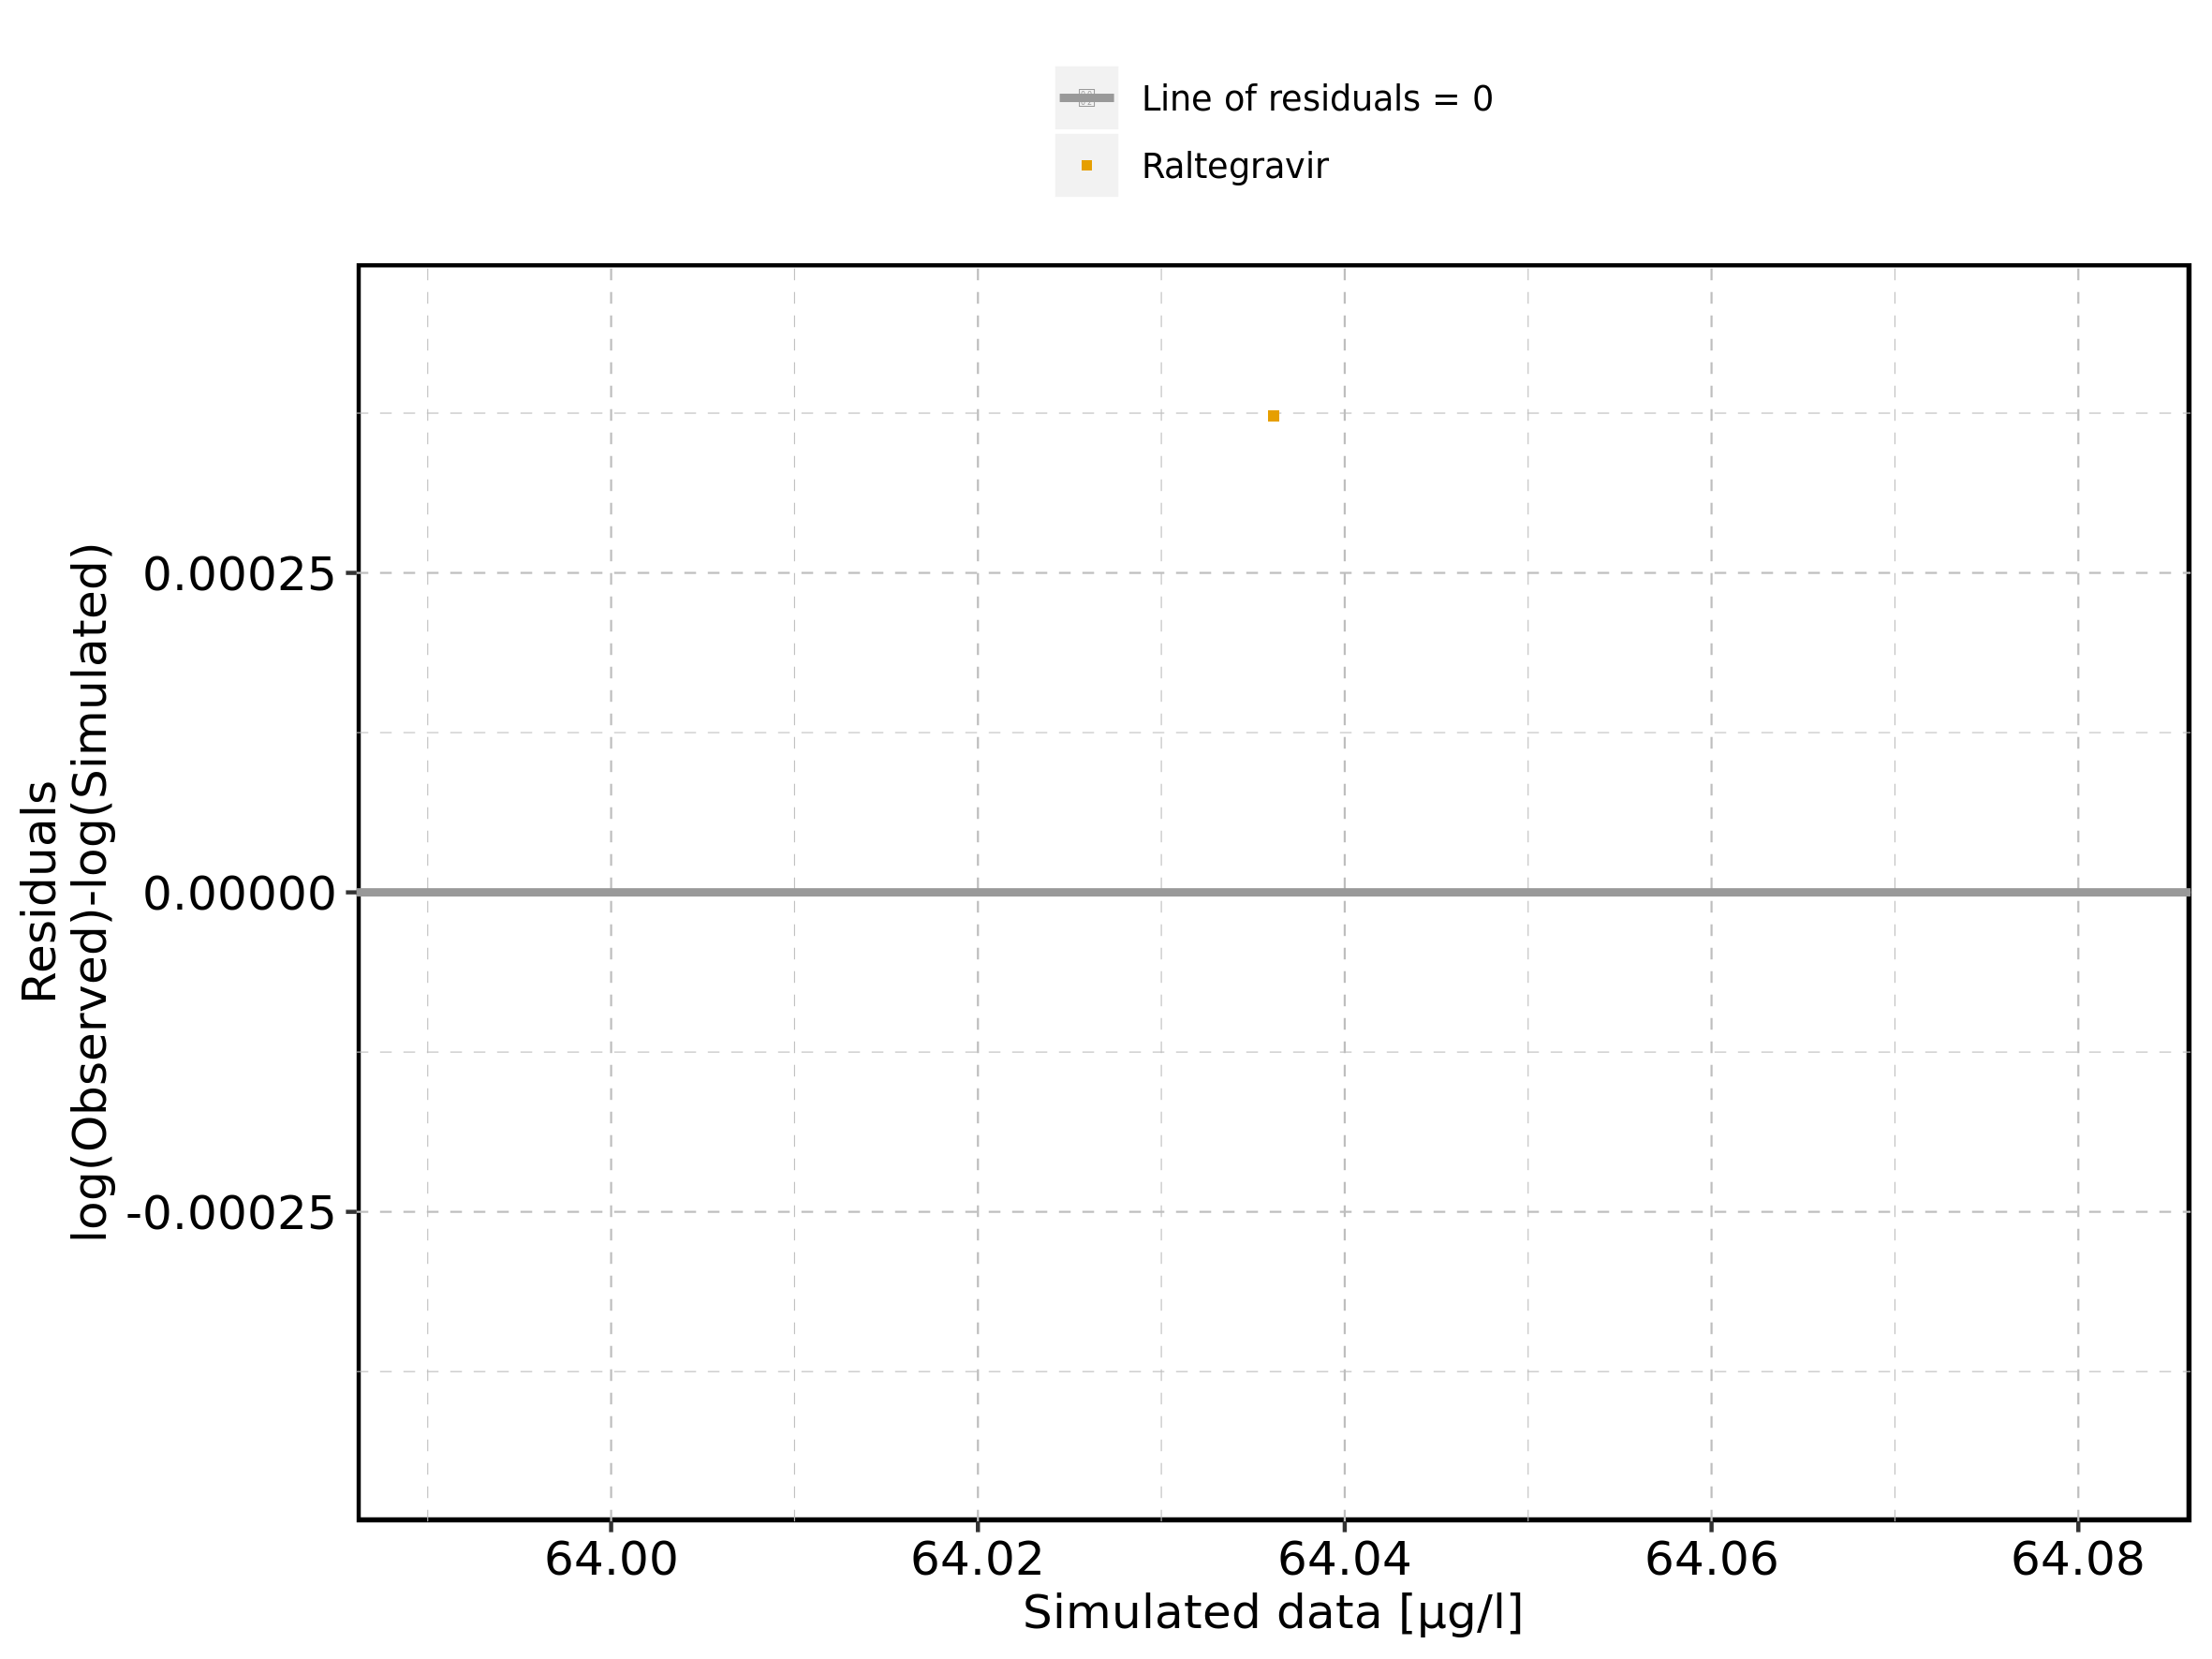 Line of residuals = 0
Raltegravir
Residuals
log(Observed)-log(Simulated)
0.00025
0.00000
-0.00025
64.00 64.02 64.04 64.06 64.08
Simulated data [µg/l]